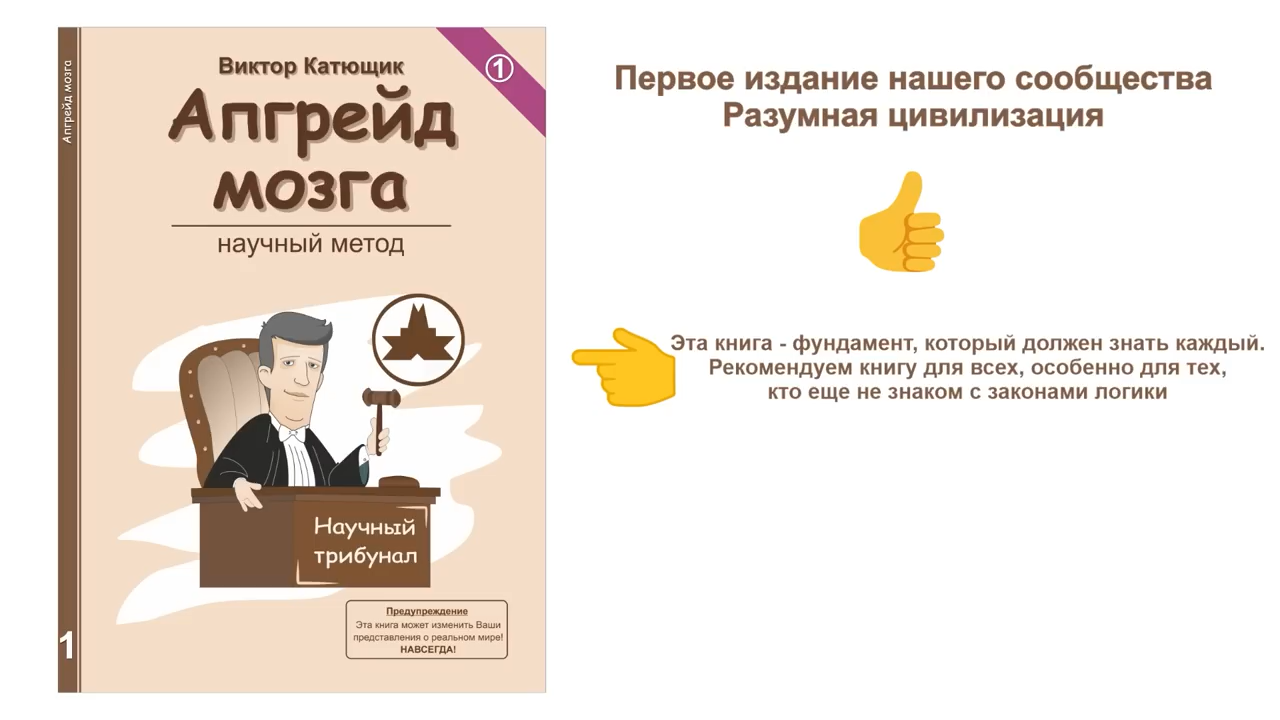 Апгрейд мозга
Виктор Катющик
1
Апгрейд
мозга
научный метод
Научный
трибунал
Предупреждение
Эта книга может изменить Ваши
представления о реальном мире!
НАВСЕГДА!
1
Первое издание нашего сообщества
Разумная цивилизация
Эта книга - фундамент, который должен знать каждый.
Рекомендуем книгу для всех, особенно для тех,
кто еще не знаком с законами логики